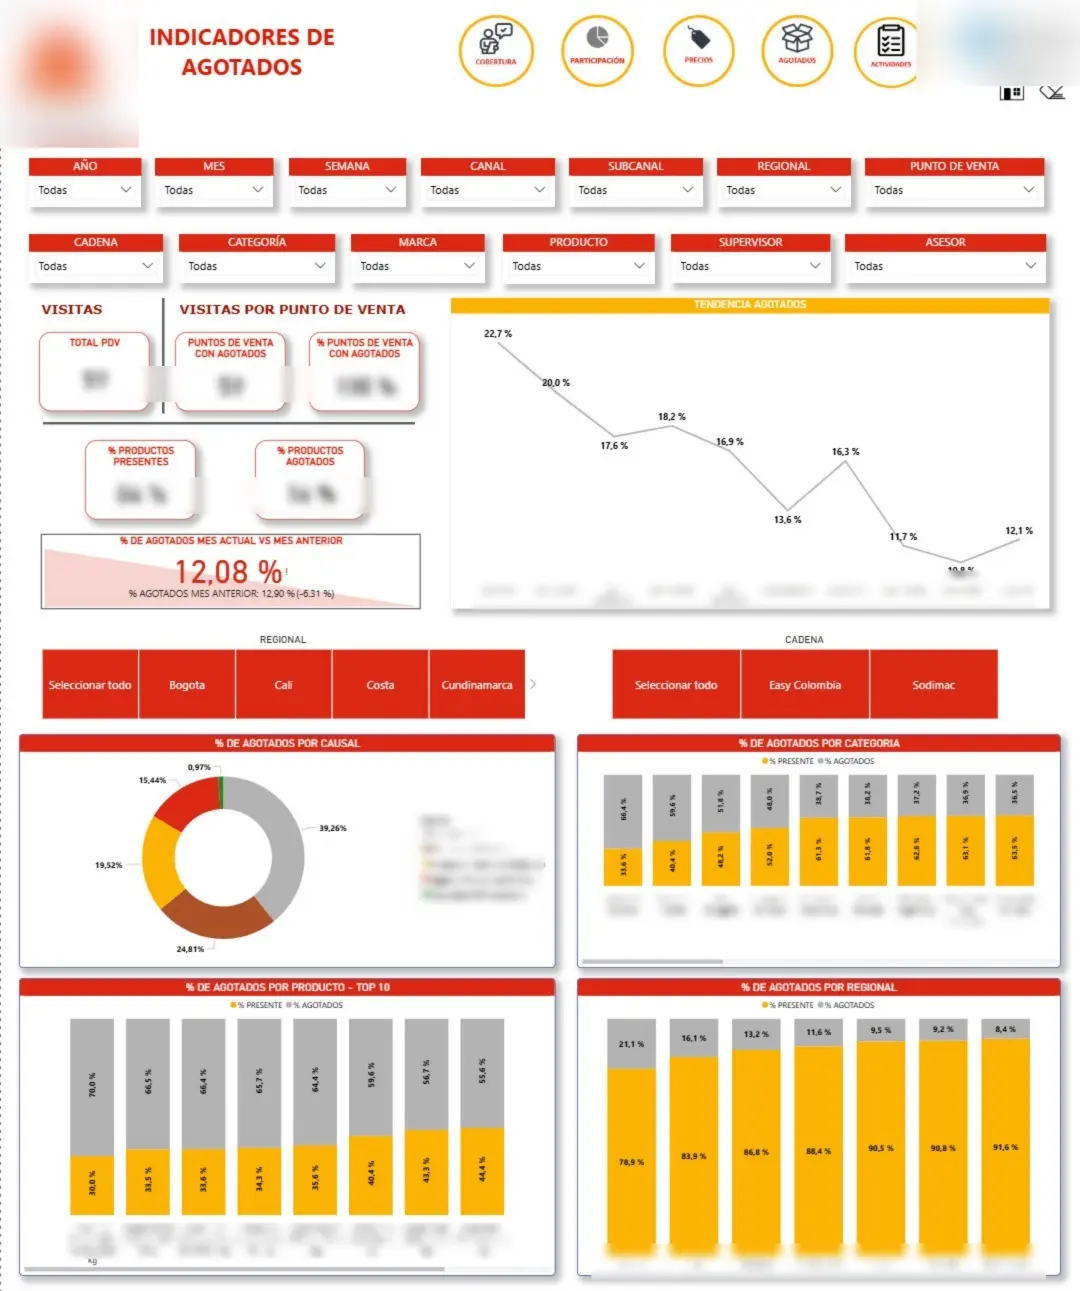 INDICADORES DE
AGOTADOS
COBERTURA
PARTICIPACIÓN
PRECIOS
AGOTADOS
ACTIVIDADES
AÑO MES SEMANA CANAL SUBCANAL REGIONAL PUNTO DE VENTA
Todas Todas Todas Todas Todas Todas Todas
CADENA CATEGORÍA MARCA PRODUCTO SUPERVISOR ASESOR
Todas Todas Todas Todas Todas Todas
VISITAS
VISITAS POR PUNTO DE VENTA
TOTAL PDV
PUNTOS DE VENTA
CON AGOTADOS
% PUNTOS DE VENTA
CON AGOTADOS
% PRODUCTOS
PRESENTES
% PRODUCTOS
AGOTADOS
% DE AGOTADOS MES ACTUAL VS MES ANTERIOR
12,08 %!
% AGOTADOS MES ANTERIOR: 12,90 % (-6.31 %)
TENDENCIA AGOTADOS
22,7 %
20,0 %
17,6 %
18,2 %
16,9 %
13,6 %
16,3 %
11,7 %
12,1 %
REGIONAL
Seleccionar todo Bogota Cali Costa Cundinamarca
CADENA
Seleccionar todo Easy Colombia Sodimac
% DE AGOTADOS POR CAUSAL
0,97%
15,44%
39,26%
19,52%
24,81%
% DE AGOTADOS POR CATEGORIA
% PRESENTE % AGOTADOS
66,4 % 59,6 % 51,8 % 48,0 % 38,7 % 38,2 % 37,2 % 36,9 % 36,5 %
33,6 % 40,4 % 48,2 % 52,0 % 61,3 % 61,8 % 62,8 % 63,1 % 63,5 %
% DE AGOTADOS POR PRODUCTO - TOP 10
% PRESENTE % AGOTADOS
70,0 % 66,5 % 66,4 % 65,7 % 64,4 % 59,6 % 56,7 % 55,6 %
30,0 % 33,5 % 33,6 % 34,3 % 35,6 % 40,4 % 43,3 % 44,4 %
% DE AGOTADOS POR REGIONAL
% PRESENTE % AGOTADOS
21,1 % 16,1 % 13,2 % 11,6 % 9,5 % 9,2 % 8,4 %
78,9 % 83,9 % 86,8 % 88,4 % 90,5 % 90,8 % 91,6 %